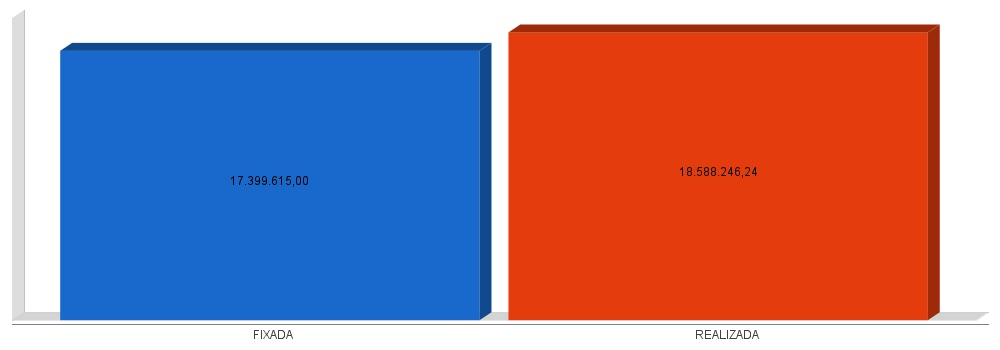 17.399.615,00
18.588.246,24
FIXADA
REALIZADA